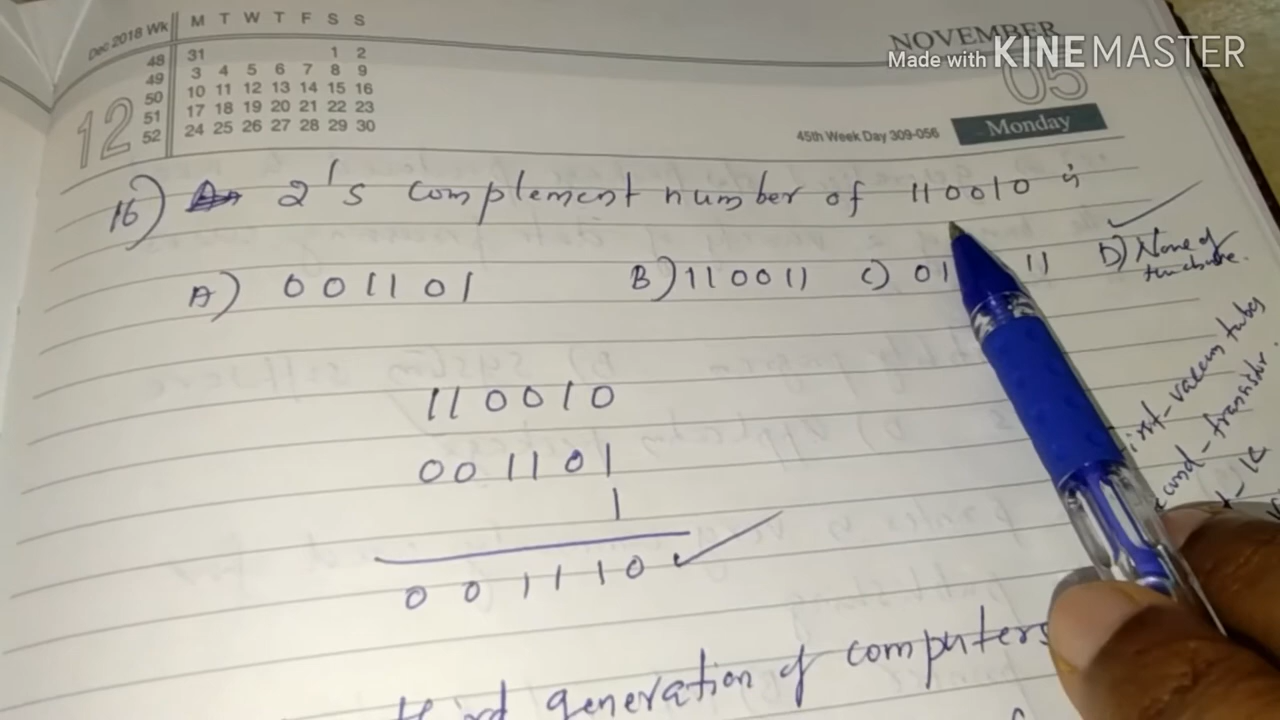 Made with KINEMASTER
NOVEMBER
05
Monday
45th Week Day 309-056
Dec 2018 Wk M T W T F S S
48 31 1 2
49 3 4 5 6 7 8 9
50 10 11 12 13 14 15 16
51 17 18 19 20 21 22 23
52 24 25 26 27 28 29 30
12
16) 2's complement number of 110010 is
A) 001101 B) 110011 C) 01 11 D) None of
the above.
110010
001101
1
001110
third generation of computers